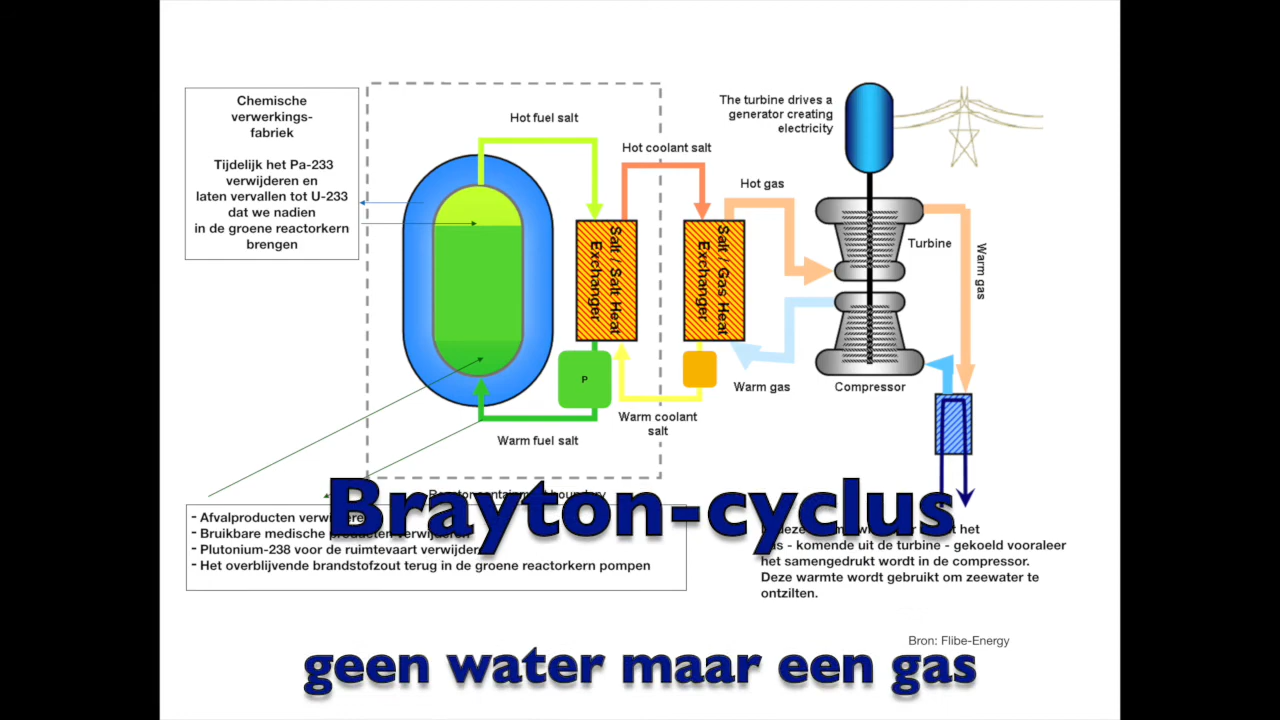 Chemische
verwerkings-
fabriek
Tijdelijk het Pa-233
verwijderen en
laten vervallen tot U-233
dat we nadien
in de groene reactorkern
brengen
Hot fuel salt
Hot coolant salt
The turbine drives a
generator creating
electricity
Hot gas
Turbine
Warm gas
Salt / Salt Heat
Exchanger
Salt / Gas Heat
Exchanger
P
Warm gas
Compressor
Warm coolant
salt
Warm fuel salt
Brayton-cyclus
- Afvalproducten
- Bruikbare medische verwijderen
- Plutonium-238 voor de ruimtevaart
- Het overblijvende brandstofzout terug in de groene reactorkern pompen
deze het
- komende uit de turbine - gekoeld vooraleer
het samengedrukt wordt in de compressor.
Deze warmte wordt gebruikt om zeewater te
ontzilten.
Bron: Flibe-Energy
geen water maar een gas